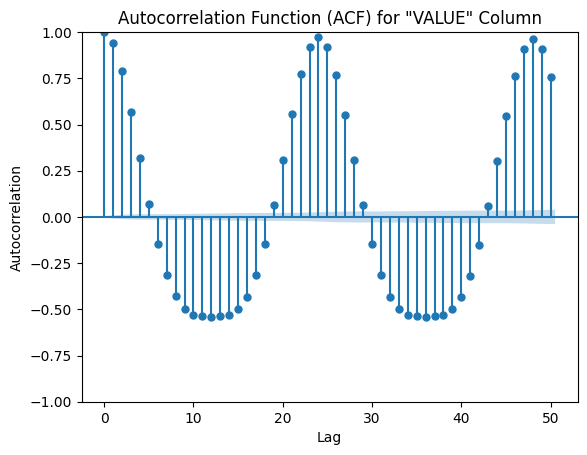 Autocorrelation Function (ACF) for "VALUE" Column
1.00
0.75
0.50
0.25
0.00
−0.25
−0.50
−0.75
−1.00
Autocorrelation
0 10 20 30 40 50
Lag